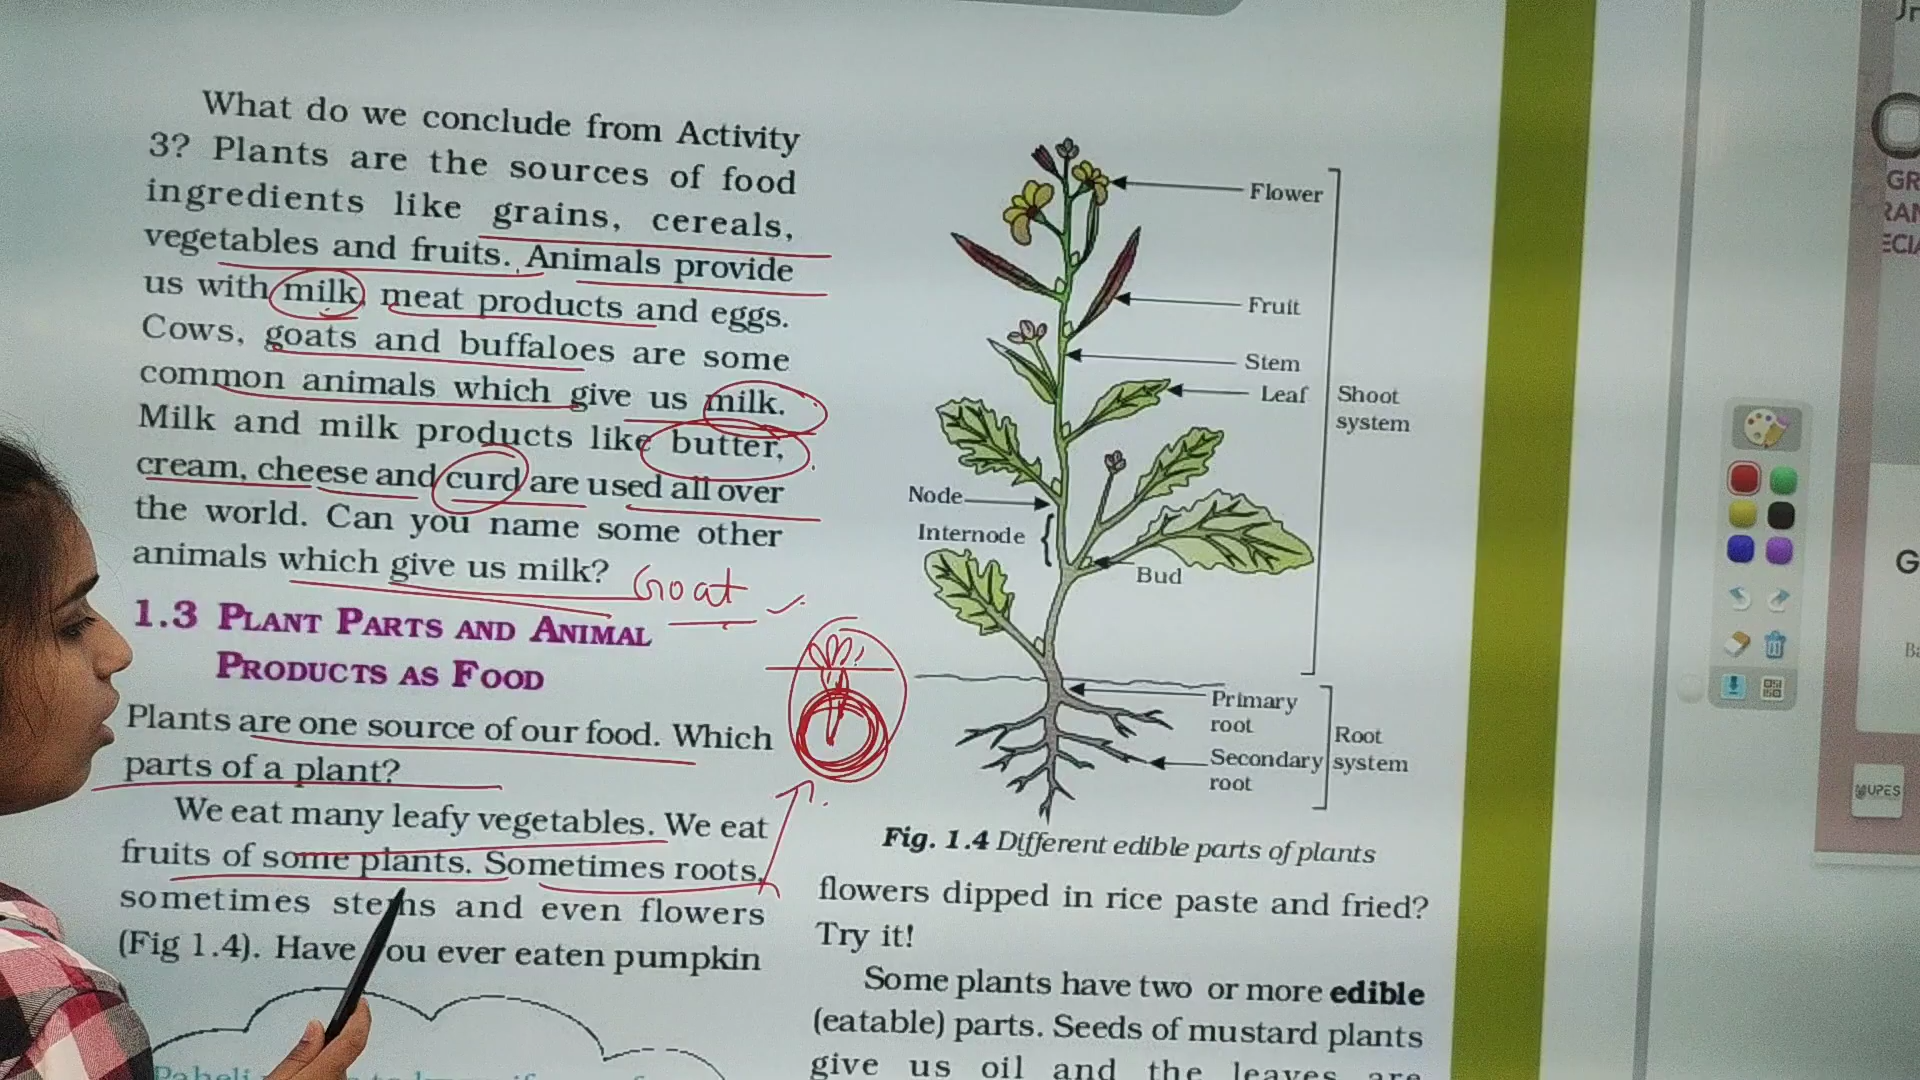 What do we conclude from Activity
3? Plants are the sources of food
ingredients like grains, cereals,
vegetables and fruits. Animals provide
us with milk, meat products and eggs.
Cows, goats and buffaloes are some
common animals which give us milk.
Milk and milk products like butter,
cream, cheese and curd are used all over
the world. Can you name some other
animals which give us milk?
Goat
1.3 PLANT PARTS AND ANIMAL
PRODUCTS AS FOOD
Plants are one source of our food. Which
parts of a plant?
We eat many leafy vegetables. We eat
fruits of some plants. Sometimes roots,
sometimes stems and even flowers
(Fig 1.4). Have you ever eaten pumpkin
Flower
Fruit
Stem
Leaf
Shoot
system
Node
Internode
Bud
Primary
root
Secondary
root
Root
system
Fig. 1.4 Different edible parts of plants
flowers dipped in rice paste and fried?
Try it!
Some plants have two or more edible
(eatable) parts. Seeds of mustard plants
give us oil and the leaves are
UPES